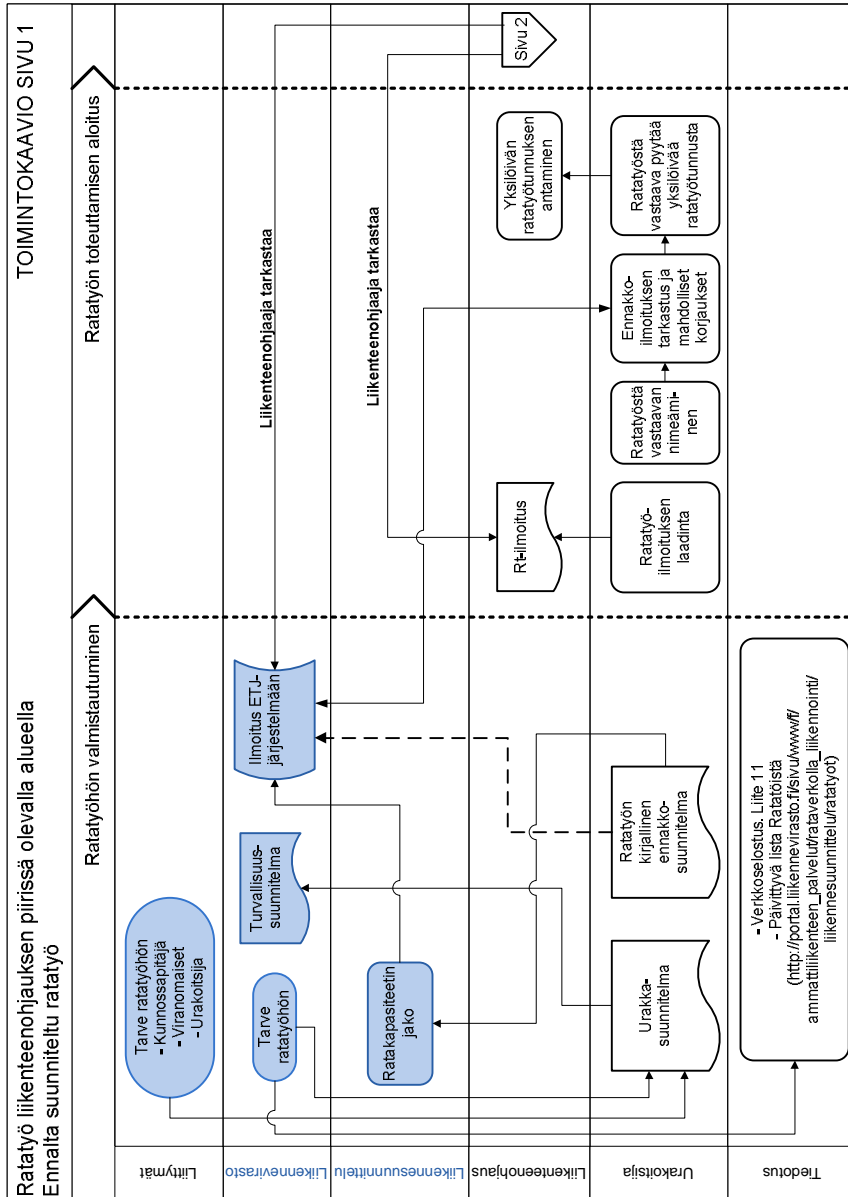 Ratatyö liikenteenohjauksen piirissä olevalla alueella
Ennalta suunniteltu ratatyö
TOIMINTOKAAVIO SIVU 1
Ratatyöhön valmistautuminen
Ratatyön toteuttamisen aloitus
Liittymät
Tarve ratatyöhön
- Kunnossapitäjä
- Viranomaiset
- Urakoitsija
Liikennevirasto
Tarve
ratatyöhön
Turvallisuus-
suunnitelma
Ilmoitus ETJ-
järjestelmään
Liikenteenohjaaja tarkastaa
Liikennesuunnittelu
Ratakapasiteetin
jako
Liikenteenohjaaja tarkastaa
Liikenteenohjaus
Rt-ilmoitus
Yksilöivän
ratatyötunnuksen
antaminen
Sivu 2
Urakoitsija
Urakka-
suunnitelma
Ratatyön
kirjallinen
ennakko-
suunnitelma
Ratatyö-
ilmoituksen
laadinta
Ratatyöstä
vastaavan
nimeämi-
nen
Ennakko-
ilmoituksen
tarkastus ja
mahdolliset
korjaukset
Ratatyöstä
vastaava pyytää
yksilöivää
ratatyötunnusta
Tiedotus
- Verkkoselostus. Liite 11
- Päivittyvä lista Ratatöistä
(http://portal.liikennevirasto.fi/sivu/www/f/
ammattiliikenteen_palvelut/rataverkolla_liikennointi/
liikennesuunnittelu/ratatyot)